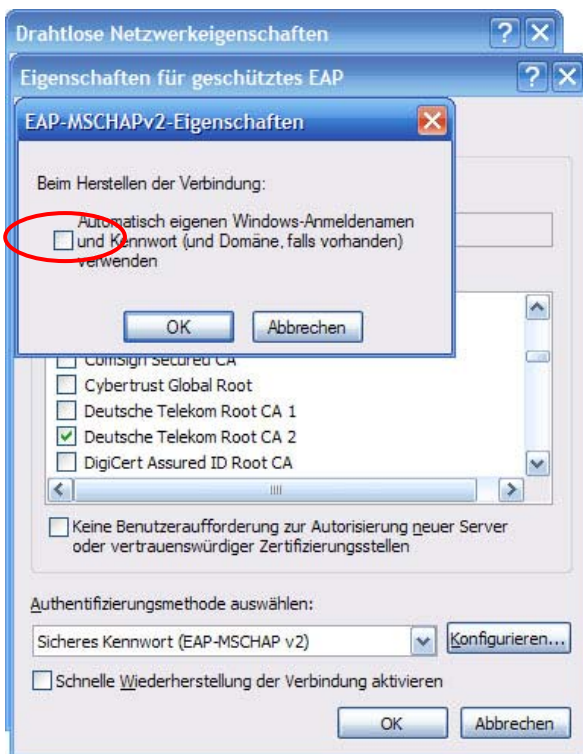 Drahtlose Netzwerkeigenschaften
Eigenschaften für geschütztes EAP
EAP-MSCHAPv2-Eigenschaften
Beim Herstellen der Verbindung:
Automatisch eigenen Windows-Anmeldenamen
und Kennwort (und Domäne, falls vorhanden)
verwenden
OK Abbrechen
ComSign Secured CA
Cybertrust Global Root
Deutsche Telekom Root CA 1
Deutsche Telekom Root CA 2
DigiCert Assured ID Root CA
Keine Benutzeraufforderung zur Autorisierung neuer Server
oder vertrauenswürdiger Zertifizierungsstellen
Authentifizierungsmethode auswählen:
Sicheres Kennwort (EAP-MSCHAP v2) Konfigurieren...
Schnelle Wiederherstellung der Verbindung aktivieren
OK Abbrechen